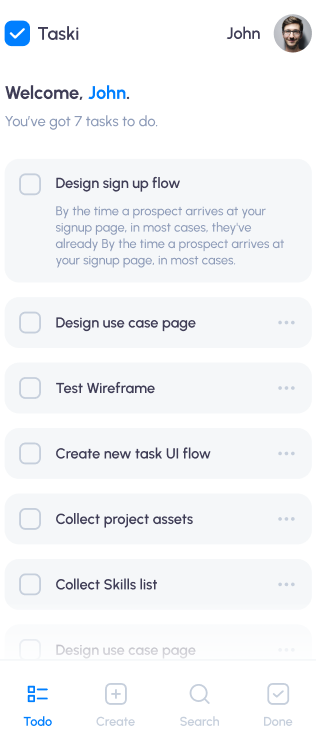 Taski
John
Welcome, John.
You've got 7 tasks to do.
Design sign up flow
By the time a prospect arrives at your
signup page, in most cases, they've
already By the time a prospect arrives at
your signup page, in most cases.
Design use case page
Test Wireframe
Create new task UI flow
Collect project assets
Collect Skills list
Design use case page
Todo
Create
Search
Done